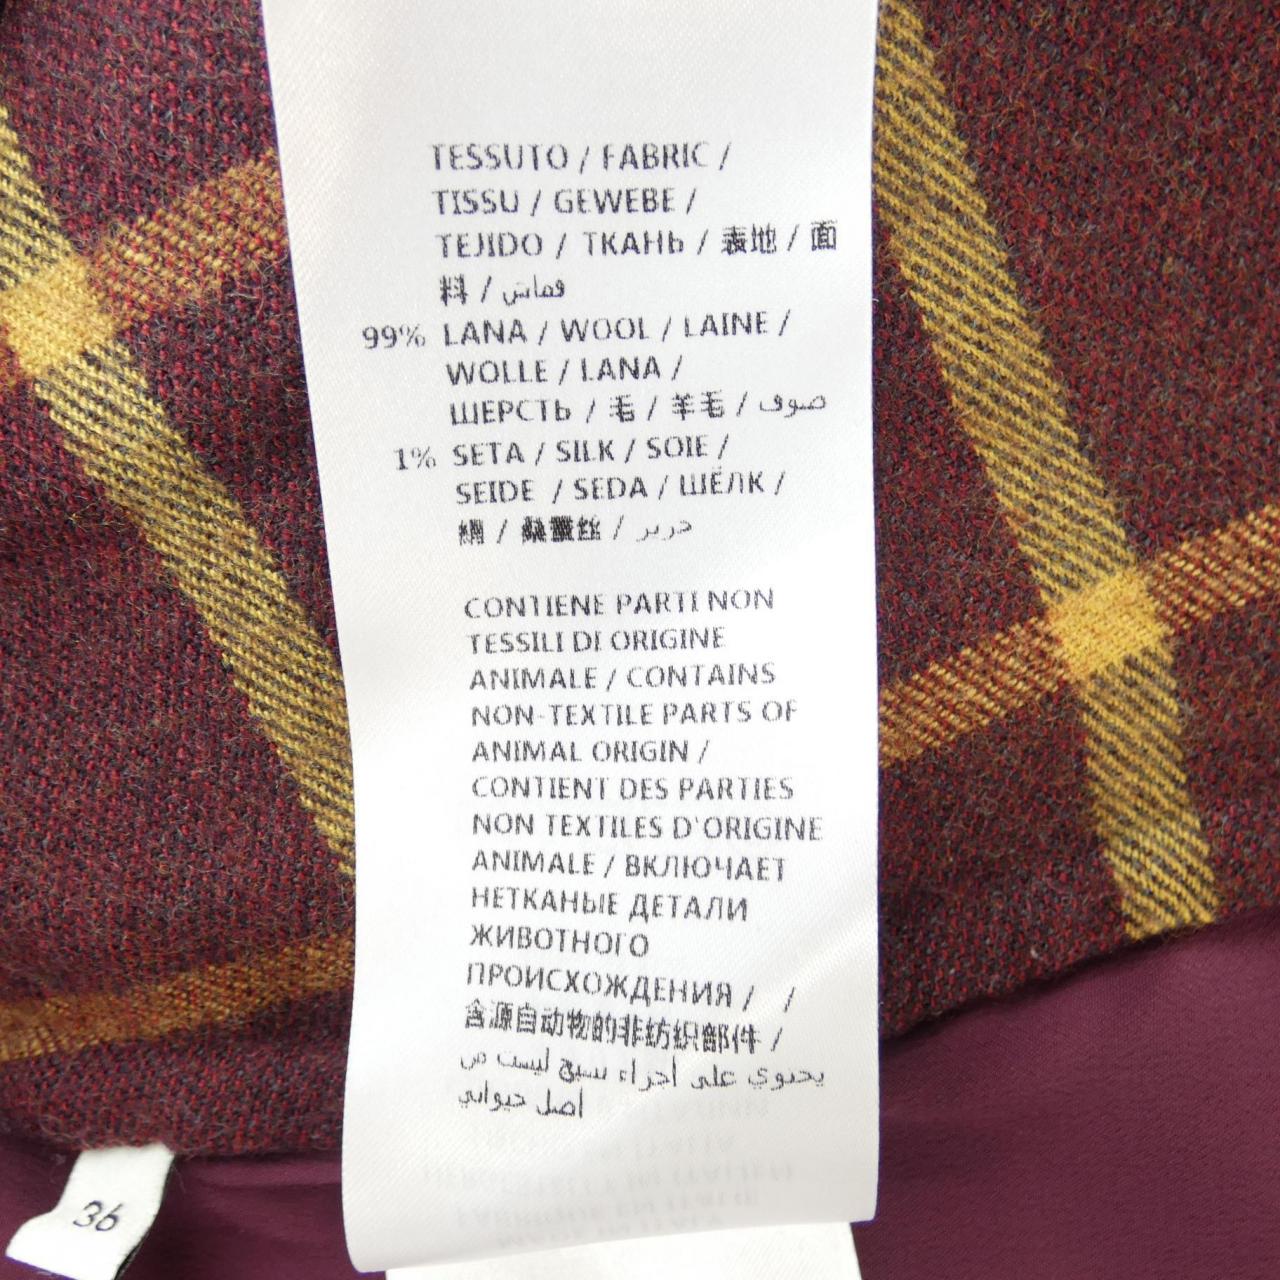 TESSUTO / FABRIC /
TISSU / GEWEBE /
TEJIDO / ТКАНЬ / 表地 / 面
料 / قماش
99% LANA / WOOL / LAINE /
WOLLE / LANA /
ШЕРСТЬ / 毛 / 羊毛 / صوف
1% SETA / SILK / SOIE /
SEIDE / SEDA / ШЁЛК /
絹 / 桑蠶丝 / حرير
CONTIENE PARTI NON
TESSILI DI ORIGINE
ANIMALE / CONTAINS
NON-TEXTILE PARTS OF
ANIMAL ORIGIN /
CONTIENT DES PARTIES
NON TEXTILES D'ORIGINE
ANIMALE / ВКЛЮЧАЕТ
НЕТКАНЫЕ ДЕТАЛИ
ЖИВОТНОГО
ПРОИСХОЖДЕНИЯ / /
含源自动物的非纺织部件 /
يحتوي على أجزاء نسيج ليست من
أصل حيواني
36